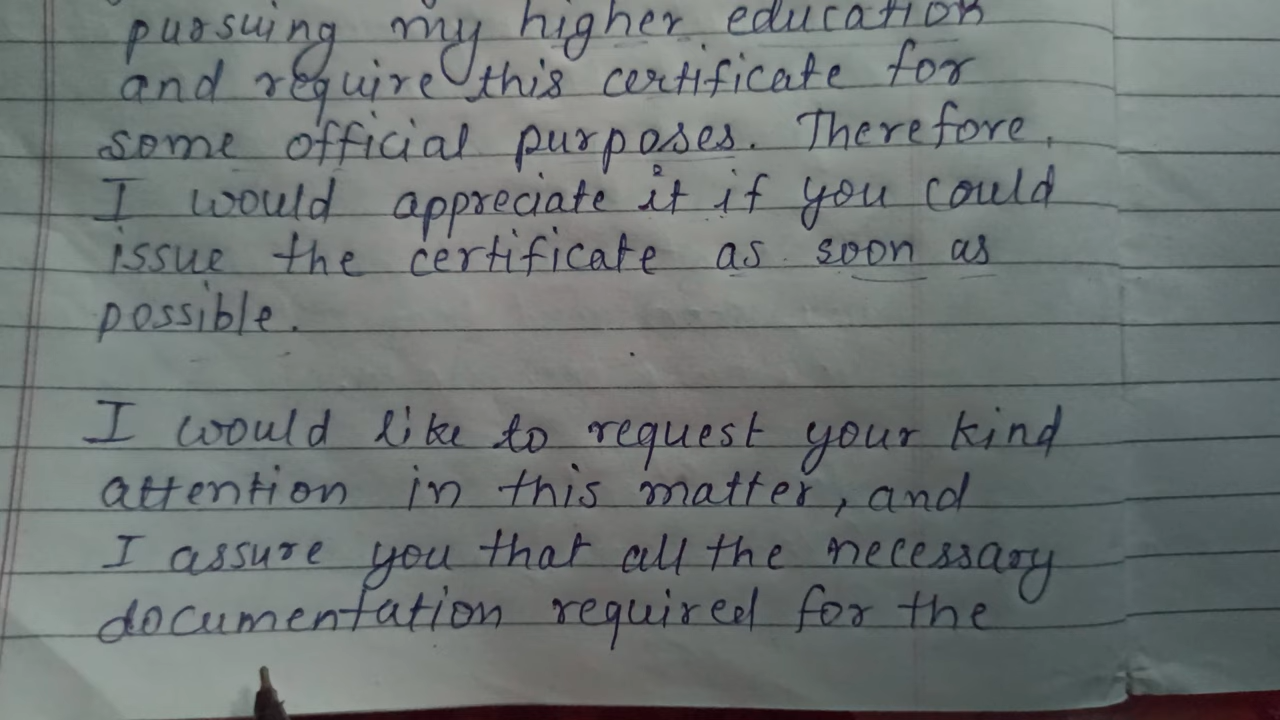 pursuing my higher education
and require this certificate for
some official purposes. Therefore,
I would appreciate it if you could
issue the certificate as soon as
possible.
I would like to request your kind
attention in this matter, and
I assure you that all the necessary
documentation required for the